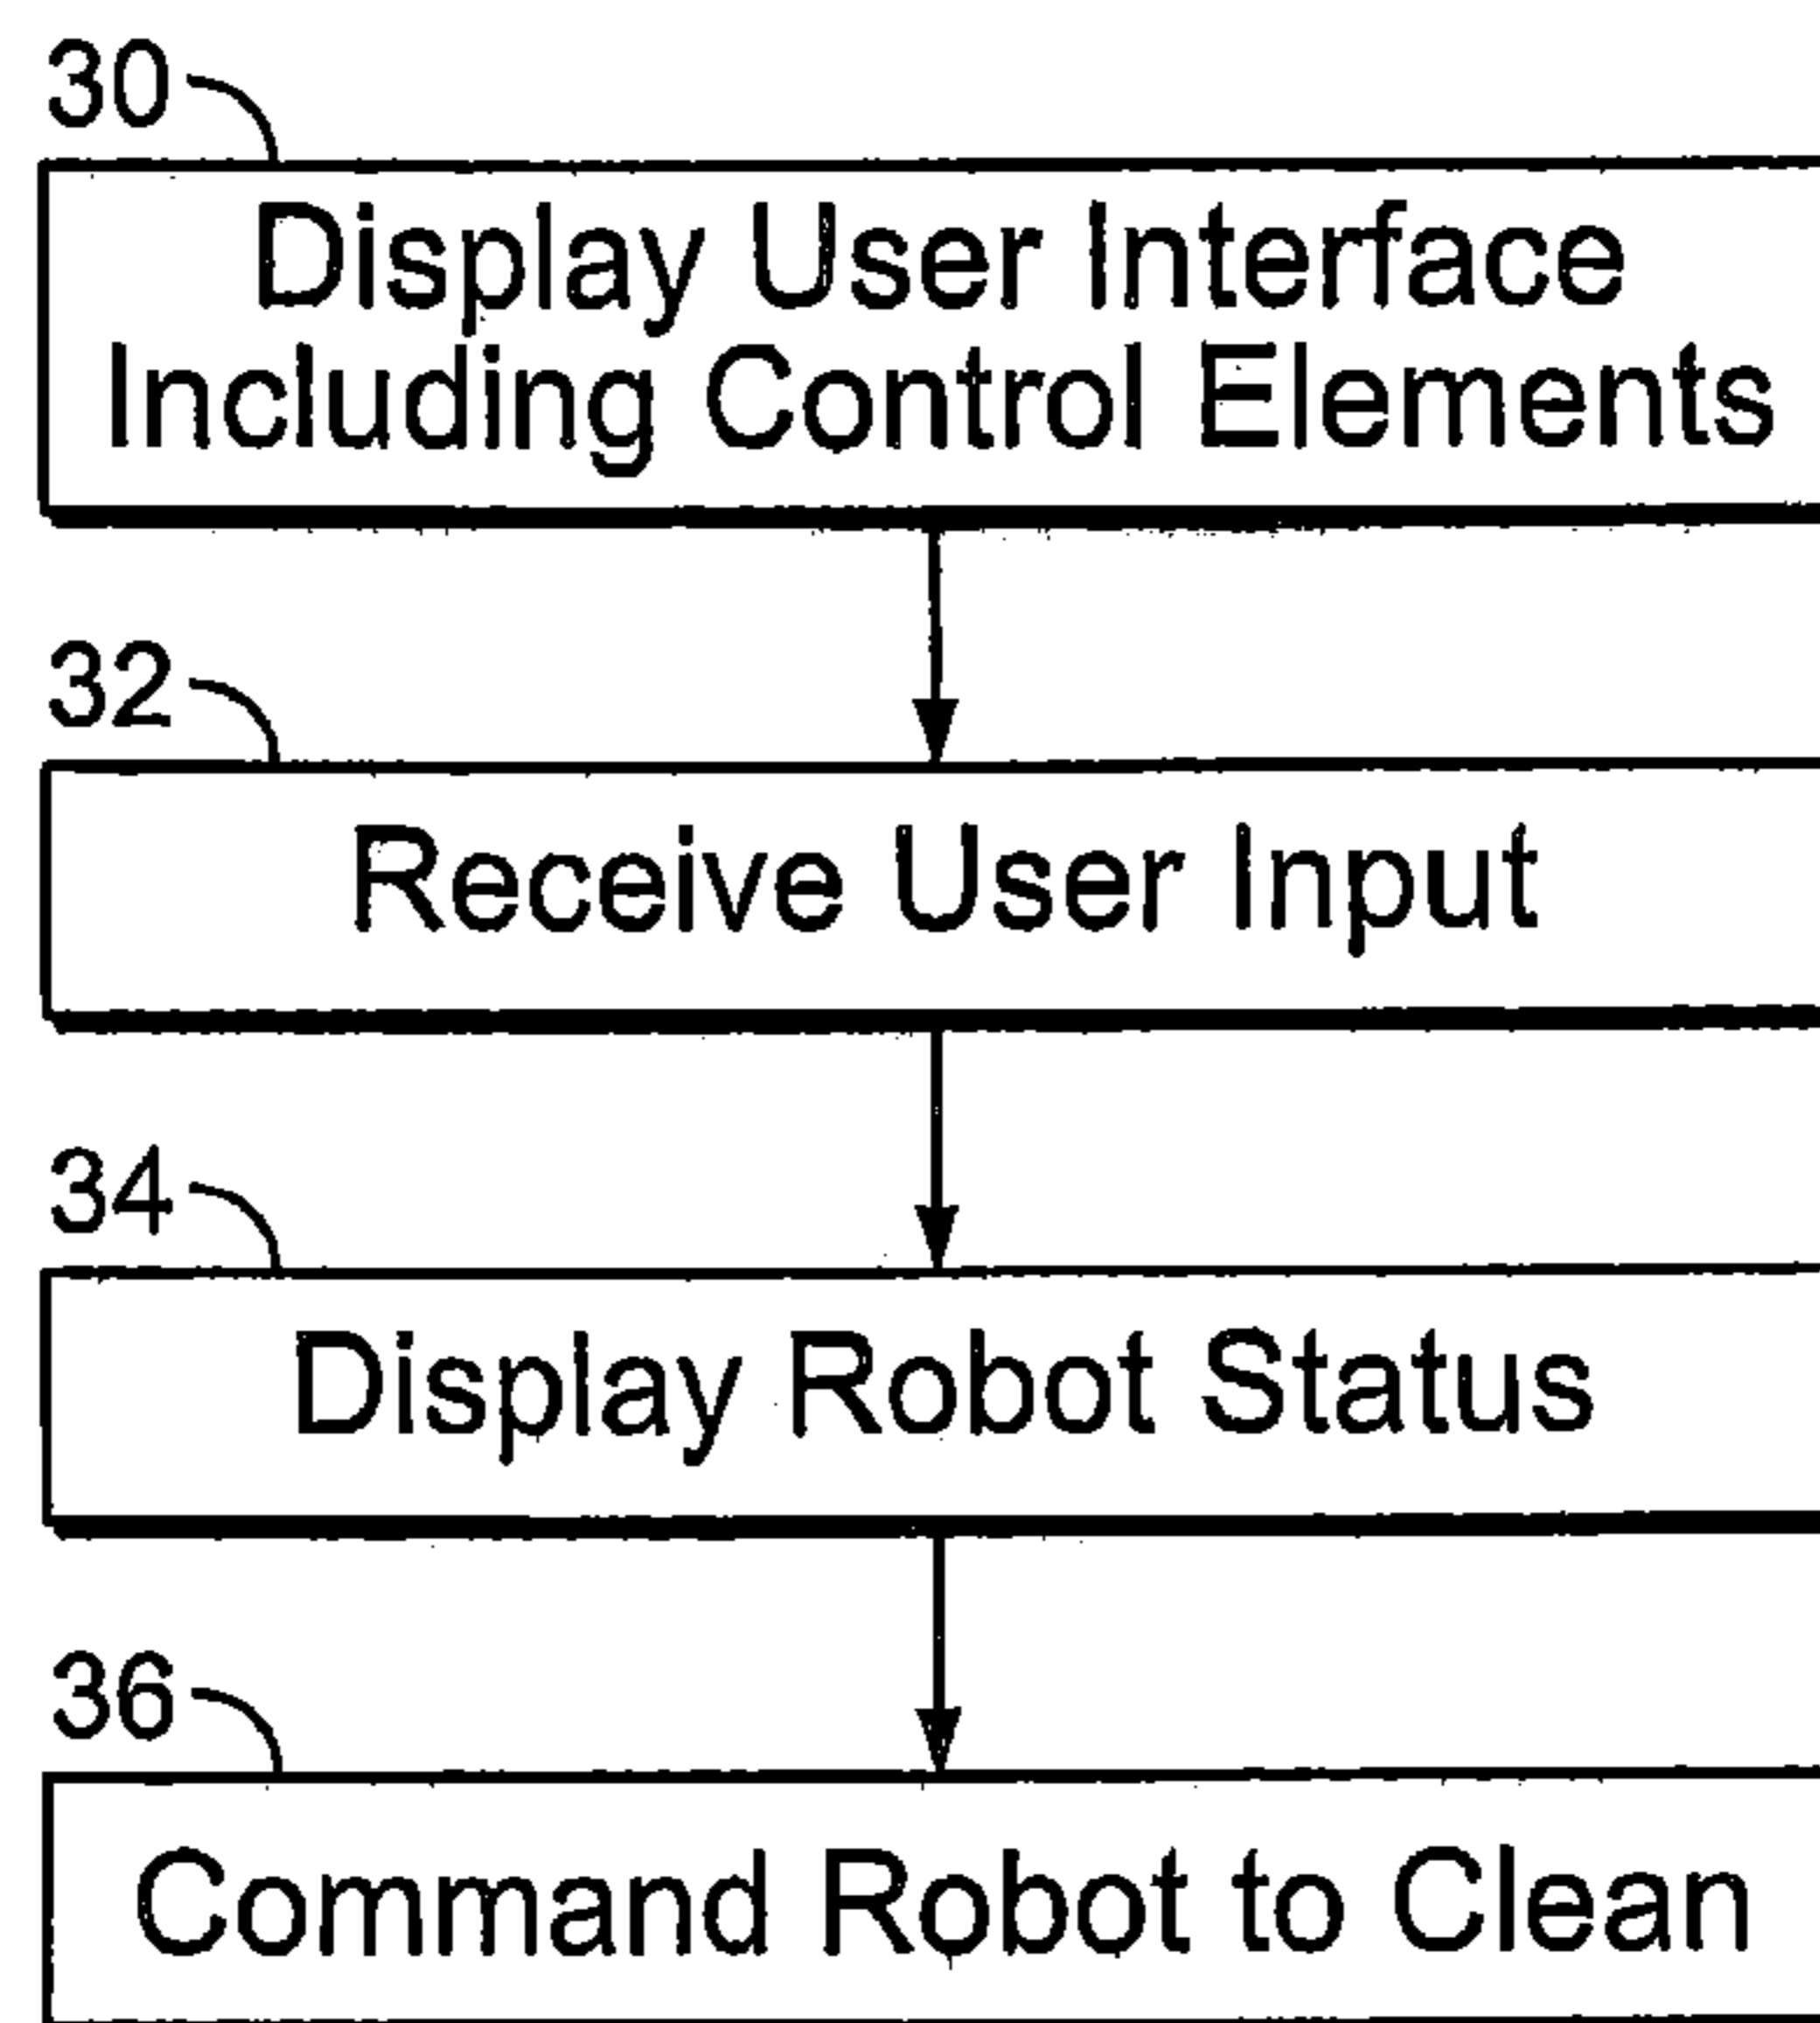 30
Display User Interface
Including Control Elements
32
Receive User Input
34
Display Robot Status
36
Command Robot to Clean